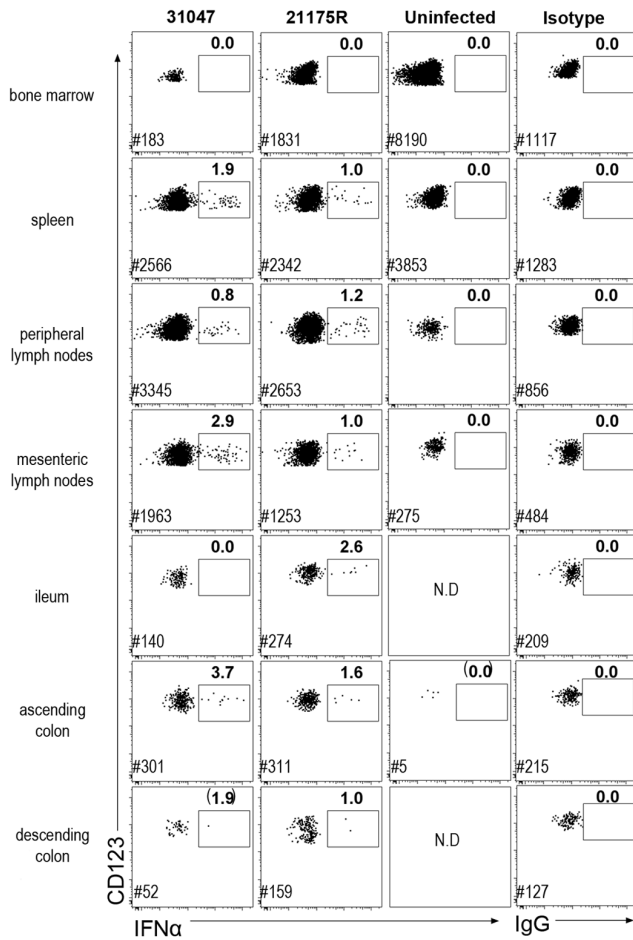 31047 21175R Uninfected Isotype
0.0 0.0 0.0 0.0
bone marrow
#183 #1831 #8190 #1117
1.9 1.0 0.0 0.0
spleen
#2566 #2342 #3853 #1283
0.8 1.2 0.0 0.0
peripheral
lymph nodes
#3345 #2653 #430 #856
2.9 1.0 0.0 0.0
mesenteric
lymph nodes
#1963 #1253 #275 #484
0.0 2.6 0.0
ileum
N.D
#140 #274 #209
3.7 1.6 (0.0) 0.0
ascending
colon
#301 #311 #5 #215
(1.9) 1.0 0.0
descending
colon
N.D
#52 #159 #127
CD123
IFNα IgG